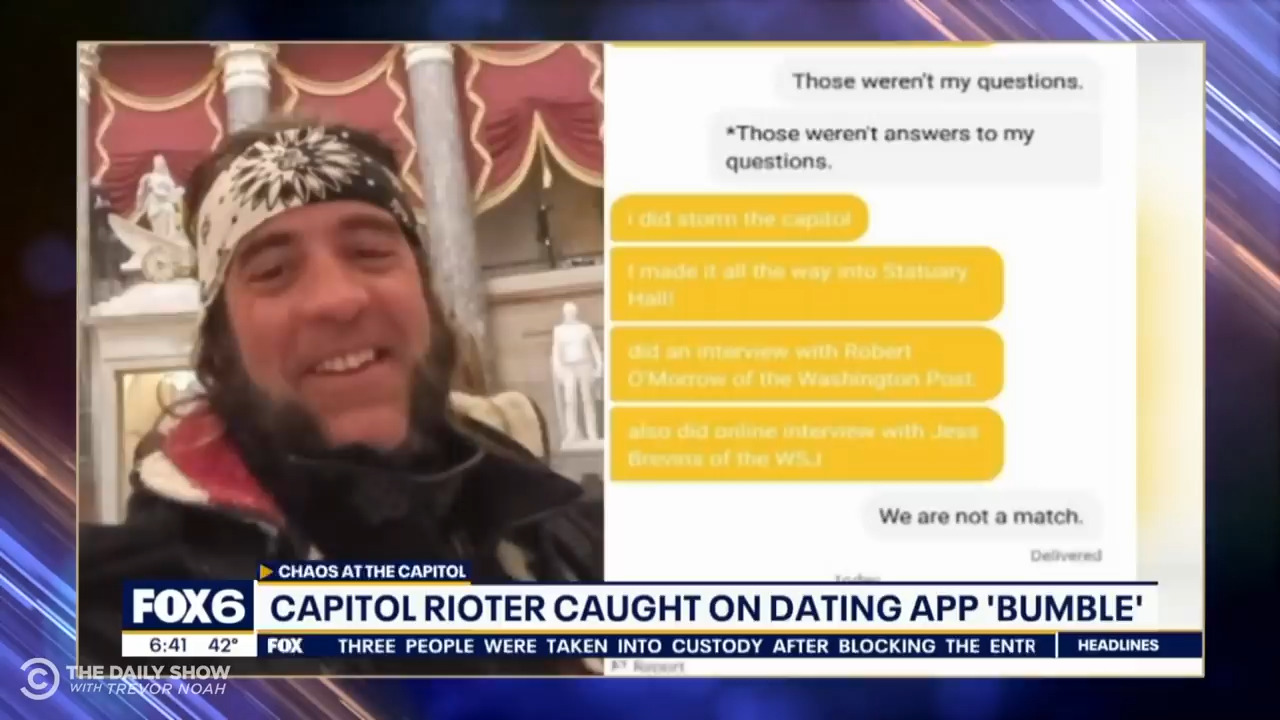 Those weren't my questions.
*Those weren't answers to my
questions.
i did storm the capitol
I made it all the way into Statuary
Hall!
did an interview with Robert
O'Morrow of the Washington Post.
also did online interview with Jess
Bravins of the WSJ
We are not a match.
Delivered
Today
CHAOS AT THE CAPITOL
FOX6
CAPITOL RIOTER CAUGHT ON DATING APP 'BUMBLE'
6:41 42°
FOX
THREE PEOPLE WERE TAKEN INTO CUSTODY AFTER BLOCKING THE ENTR
HEADLINES
Report
THE DAILY SHOW
WITH TREVOR NOAH